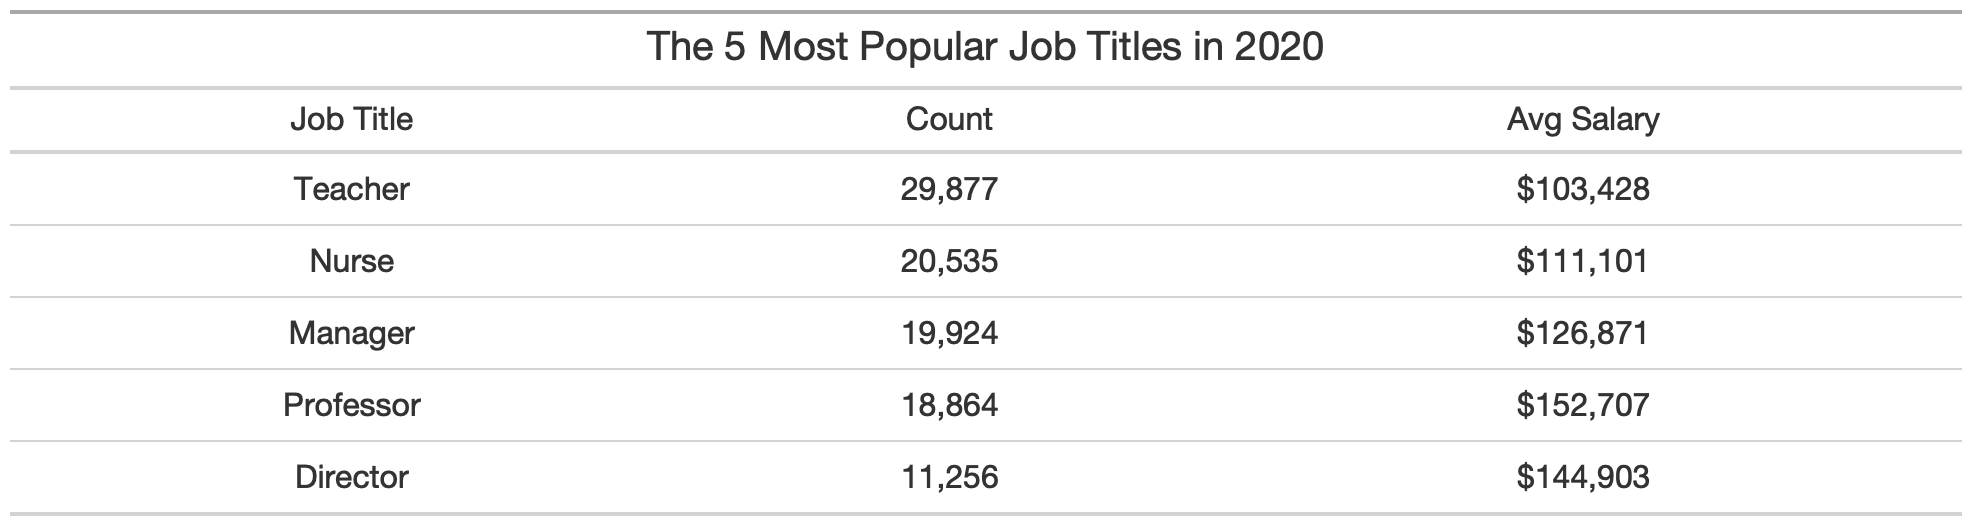 The 5 Most Popular Job Titles in 2020
Job Title Count Avg Salary
Teacher 29,877 $103,428
Nurse 20,535 $111,101
Manager 19,924 $126,871
Professor 18,864 $152,707
Director 11,256 $144,903